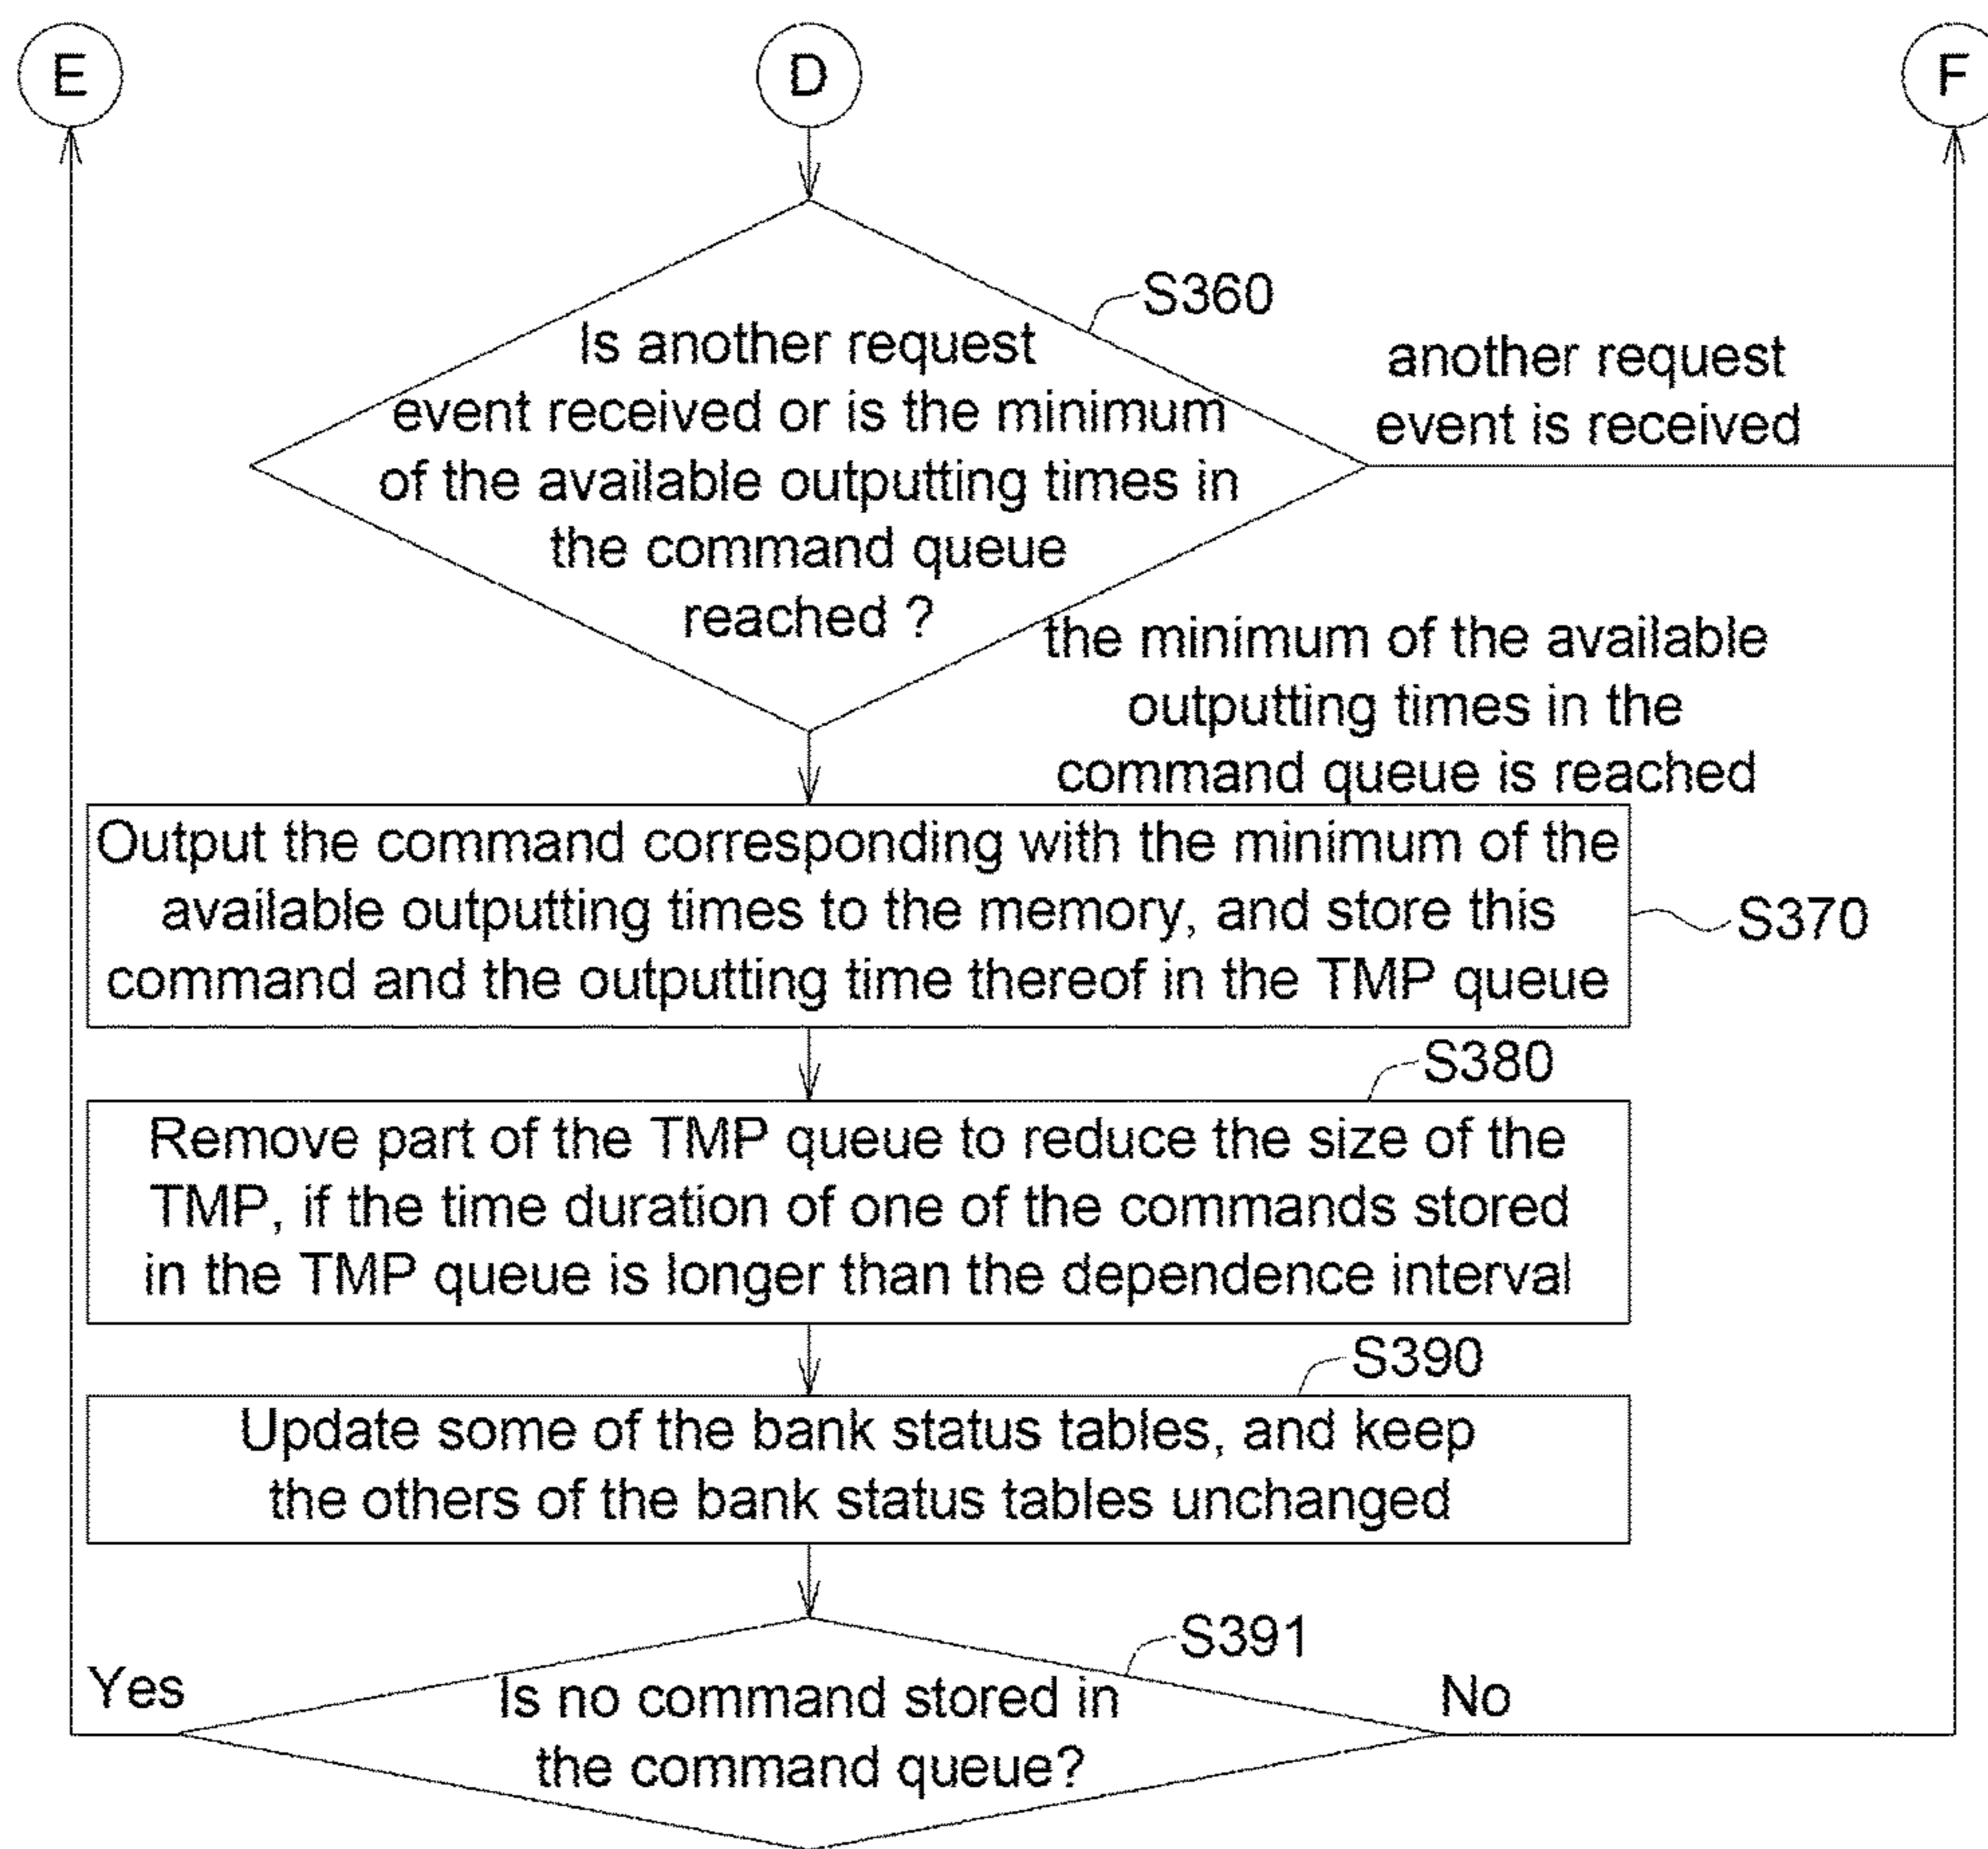 E
D
F
S360
Is another request
event received or is the minimum
of the available outputting times in
the command queue
reached ?
another request
event is received
the minimum of the available
outputting times in the
command queue is reached
Output the command corresponding with the minimum of the
available outputting times to the memory, and store this
command and the outputting time thereof in the TMP queue
S370
S380
Remove part of the TMP queue to reduce the size of the
TMP, if the time duration of one of the commands stored
in the TMP queue is longer than the dependence interval
S390
Update some of the bank status tables, and keep
the others of the bank status tables unchanged
S391
Yes
Is no command stored in
the command queue?
No